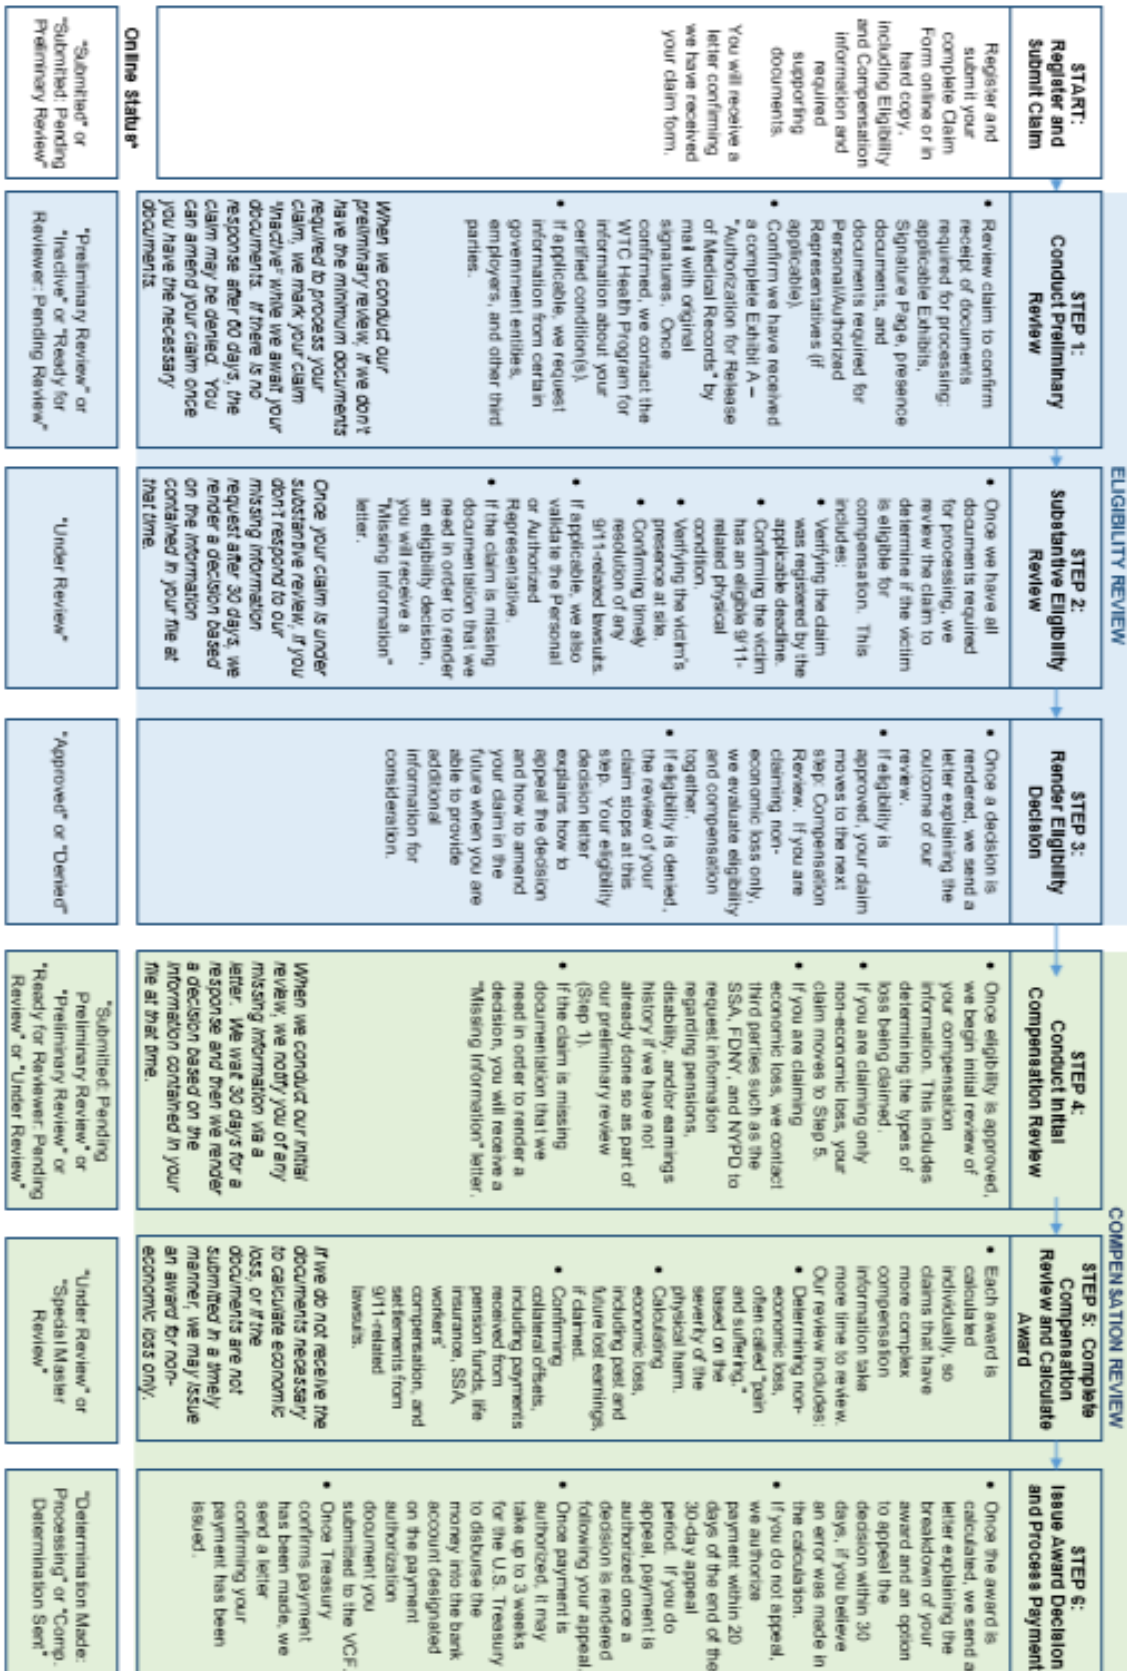 ELIGIBILITY REVIEW
COMPENSATION REVIEW
START:
Register and
Submit Claim
Register and
submit your
complete Claim
Form online or in
hard copy,
including Eligibility
and Compensation
information and
required
supporting
documents.
You will receive a
letter confirming
we have received
your claim form.
Online Status*
"Submitted" or
"Submitted: Pending
Preliminary Review"
STEP 1:
Conduct Preliminary
Review
• Review claim to confirm
receipt of documents
required for processing:
applicable Exhibits,
Signature Page, presence
documents, and
documents required for
Personal/Authorized
Representatives (if
applicable).
• Confirm we have received
a complete Exhibit A –
"Authorization for Release
of Medical Records" by
mail with original
signatures. Once
confirmed, we contact the
WTC Health Program for
information about your
certified condition(s).
• If applicable, we request
information from certain
government entities,
employers, and other third
parties.
When we conduct our
preliminary review, if we don't
have the minimum documents
required to process your
claim, we mark your claim
"Inactive" while we await your
documents. If there is no
response after 60 days, the
claim may be denied. You
can amend your claim once
you have the necessary
documents.
"Preliminary Review" or
"Inactive" or "Ready for
Reviewer: Pending Review"
STEP 2:
Substantive Eligibility
Review
• Once we have all
documents required
for processing, we
review the claim to
determine if the victim
is eligible for
compensation. This
includes:
• Verifying the claim
was registered by the
applicable deadline.
• Confirming the victim
has an eligible 9/11-
related physical
condition.
• Verifying the victim's
presence at site.
• Confirming timely
resolution of any
9/11-related lawsuits.
• If applicable, we also
validate the Personal
or Authorized
Representative.
• If the claim is missing
documentation that we
need in order to render
an eligibility decision,
you will receive a
"Missing Information"
letter.
Once your claim is under
substantive review, if you
don't respond to our
missing information
request after 30 days, we
render a decision based
on the information
contained in your file at
that time.
"Under Review"
STEP 3:
Render Eligibility
Decision
• Once a decision is
rendered, we send a
letter explaining the
outcome of our
review.
• If eligibility is
approved, your claim
moves to the next
step: Compensation
Review. If you are
claiming non-
economic loss only,
we evaluate eligibility
and compensation
together.
• If eligibility is denied,
the review of your
claim stops at this
step. Your eligibility
decision letter
explains how to
appeal the decision
and how to amend
your claim in the
future when you are
able to provide
additional
information for
consideration.
"Approved" or "Denied"
STEP 4:
Conduct Initial
Compensation Review
• Once eligibility is approved,
we begin initial review of
your compensation
information. This includes
determining the types of
loss being claimed.
• If you are claiming only
non-economic loss, your
claim moves to Step 5.
• If you are claiming
economic loss, we contact
third parties such as the
SSA, FDNY, and NYPD to
request information
regarding pensions,
disability, and/or earnings
history if we have not
already done so as part of
our preliminary review
(Step 1).
• If the claim is missing
documentation that we
need in order to render a
decision, you will receive a
"Missing Information" letter.
When we conduct our initial
review, we notify you of any
missing information via a
letter. We wait 30 days for a
response and then we render
a decision based on the
information contained in your
file at that time.
"Submitted: Pending
Preliminary Review" or
"Preliminary Review" or
"Ready for Reviewer: Pending
Review" or "Under Review"
STEP 5: Complete
Compensation
Review and Calculate
Award
• Each award is
calculated
individually, so
claims that have
more complex
compensation
information take
more time to review.
Our review includes:
• Determining non-
economic loss,
often called "pain
and suffering,"
based on the
severity of the
physical harm.
• Calculating
economic loss,
including past and
future lost earnings,
if claimed.
• Confirming
collateral offsets,
including payments
received from
pension funds, life
insurance, SSA,
workers'
compensation, and
settlements from
9/11-related
lawsuits.
If we do not receive the
documents necessary
to calculate economic
loss, or if the
documents are not
submitted in a timely
manner, we may issue
an award for non-
economic loss only.
"Under Review" or
"Special Master
Review"
STEP 6:
Issue Award Decision
and Process Payment
• Once the award is
calculated, we send a
letter explaining the
breakdown of your
award and an option
to appeal the
decision within 30
days, if you believe
an error was made in
the calculation.
• If you do not appeal,
we authorize
payment within 20
days of the end of the
30-day appeal
period. If you do
appeal, payment is
authorized once a
decision is rendered
following your appeal.
• Once payment is
authorized, it may
take up to 3 weeks
for the U.S. Treasury
to disburse the
money into the bank
account designated
on the payment
authorization
document you
submitted to the VCF.
• Once Treasury
confirms payment
has been made, we
send a letter
confirming your
payment has been
issued.
"Determination Made:
Processing" or "Comp.
Determination Sent"